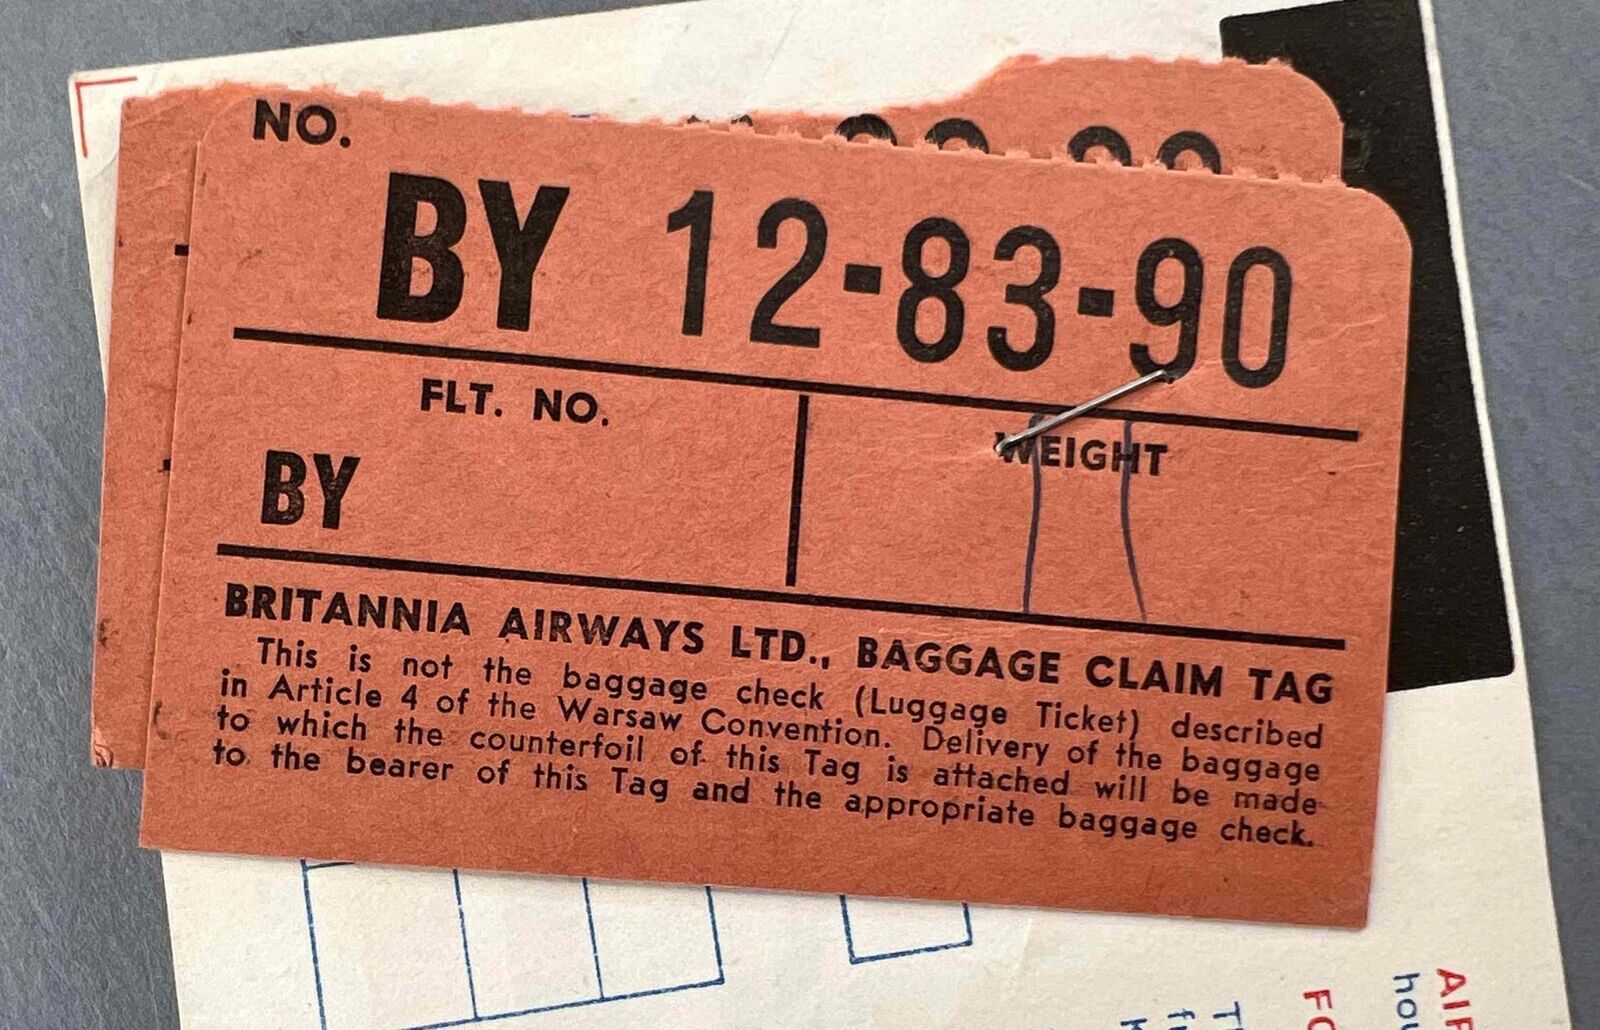 NO.
BY 12-83-90
FLT. NO.
WEIGHT
BY
11
BRITANNIA AIRWAYS LTD., BAGGAGE CLAIM TAG
This is not the baggage check (Luggage Ticket) described
in Article 4 of the Warsaw Convention. Delivery of the baggage
to which the counterfoil of this Tag is attached will be made
to the bearer of this Tag and the appropriate baggage check.